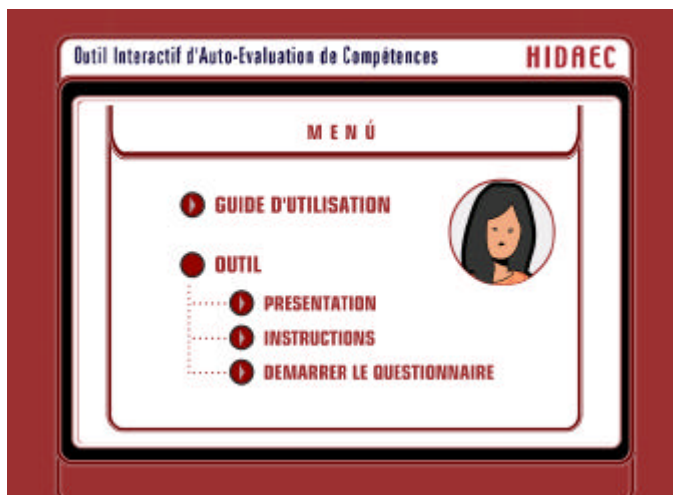 Outil Interactif d'Auto-Evaluation de Compétences HIDAEC
MENÚ
GUIDE D'UTILISATION
OUTIL
PRESENTATION
INSTRUCTIONS
DEMARRER LE QUESTIONNAIRE